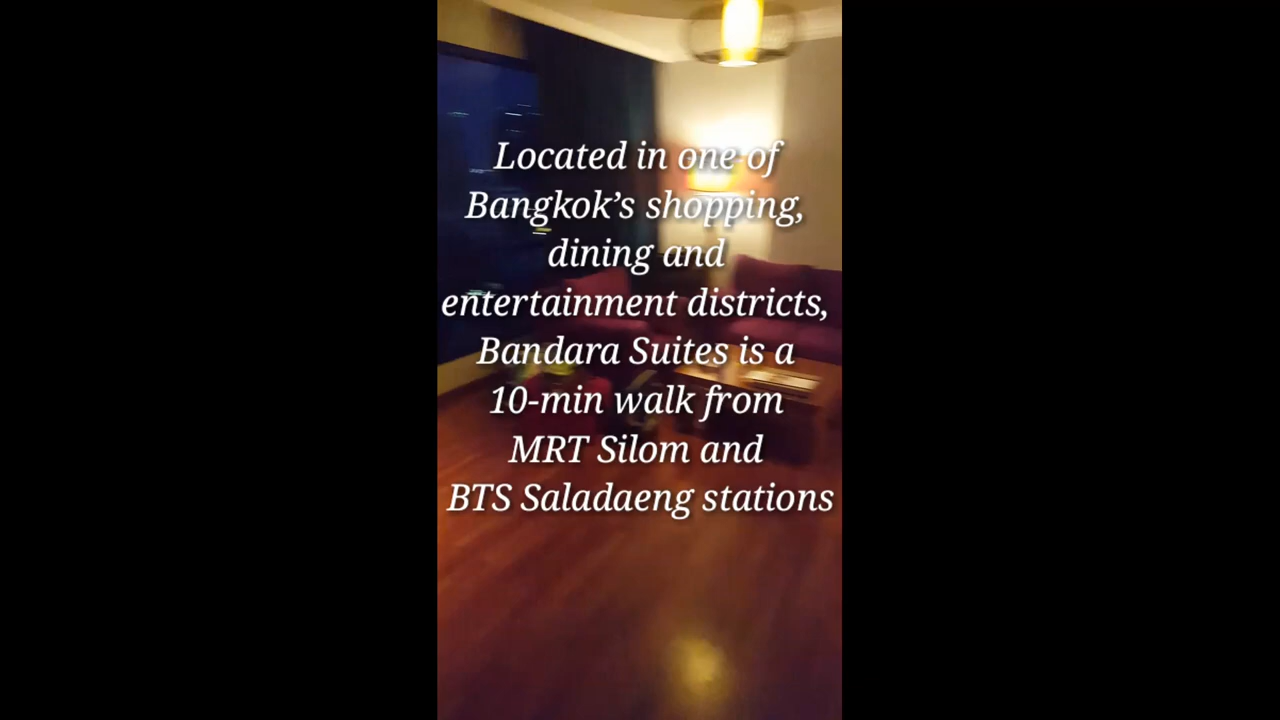 Located in one of
Bangkok’s shopping,
dining and
entertainment districts,
Bandara Suites is a
10-min walk from
MRT Silom and
BTS Saladaeng stations